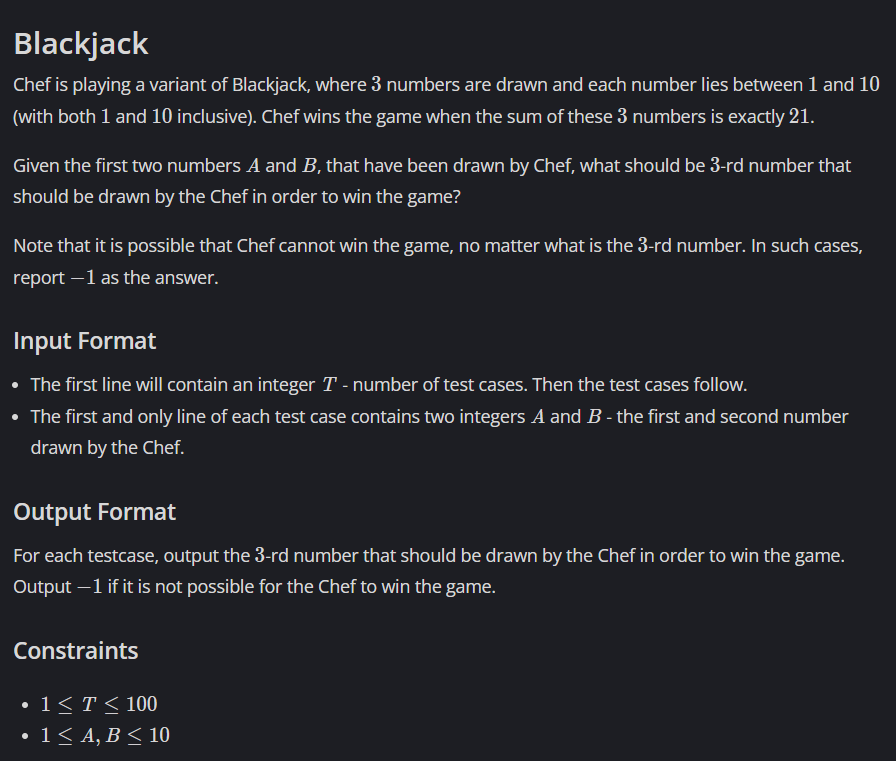 Blackjack
Chef is playing a variant of Blackjack, where 3 numbers are drawn and each number lies between 1 and 10
(with both 1 and 10 inclusive). Chef wins the game when the sum of these 3 numbers is exactly 21.
Given the first two numbers A and B, that have been drawn by Chef, what should be 3-rd number that
should be drawn by the Chef in order to win the game?
Note that it is possible that Chef cannot win the game, no matter what is the 3-rd number. In such cases,
report −1 as the answer.
Input Format
• The first line will contain an integer T - number of test cases. Then the test cases follow.
• The first and only line of each test case contains two integers A and B - the first and second number
drawn by the Chef.
Output Format
For each testcase, output the 3-rd number that should be drawn by the Chef in order to win the game.
Output −1 if it is not possible for the Chef to win the game.
Constraints
• 1 ≤ T ≤ 100
• 1 ≤ A, B ≤ 10